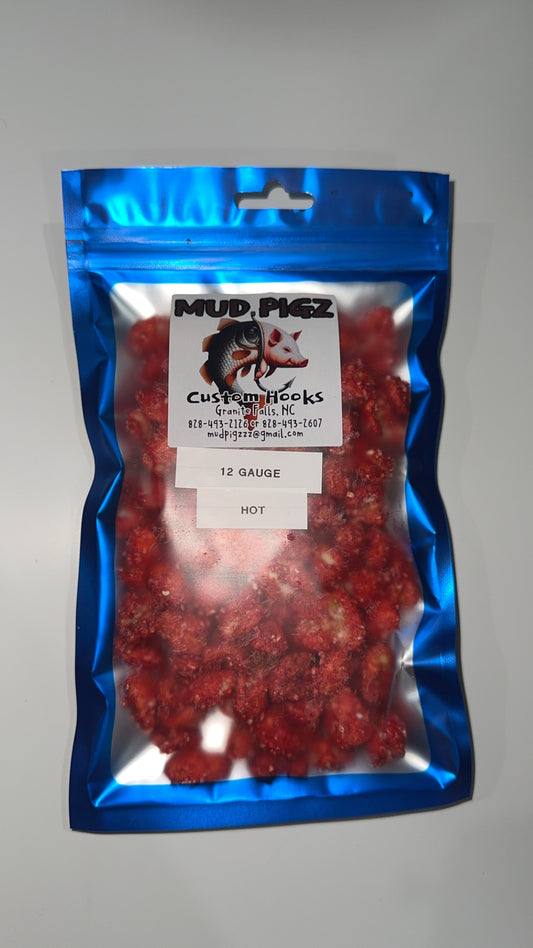 MUD PIGZ
Custom Hooks
Granite Falls, NC
828-493-2126 or 828-493-2607
mudpigzzz@gmail.com
12 GAUGE
HOT